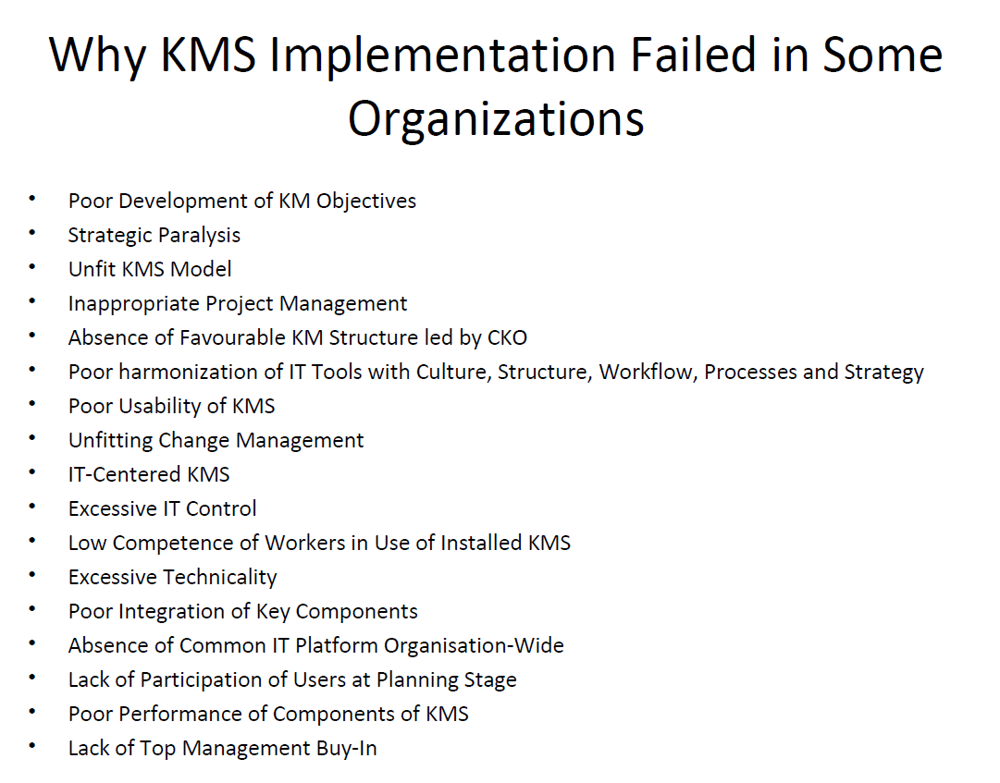 Why KMS Implementation Failed in Some
Organizations
• Poor Development of KM Objectives
• Strategic Paralysis
• Unfit KMS Model
• Inappropriate Project Management
• Absence of Favourable KM Structure led by CKO
• Poor harmonization of IT Tools with Culture, Structure, Workflow, Processes and Strategy
• Poor Usability of KMS
• Unfitting Change Management
• IT-Centered KMS
• Excessive IT Control
• Low Competence of Workers in Use of Installed KMS
• Excessive Technicality
• Poor Integration of Key Components
• Absence of Common IT Platform Organisation-Wide
• Lack of Participation of Users at Planning Stage
• Poor Performance of Components of KMS
• Lack of Top Management Buy-In